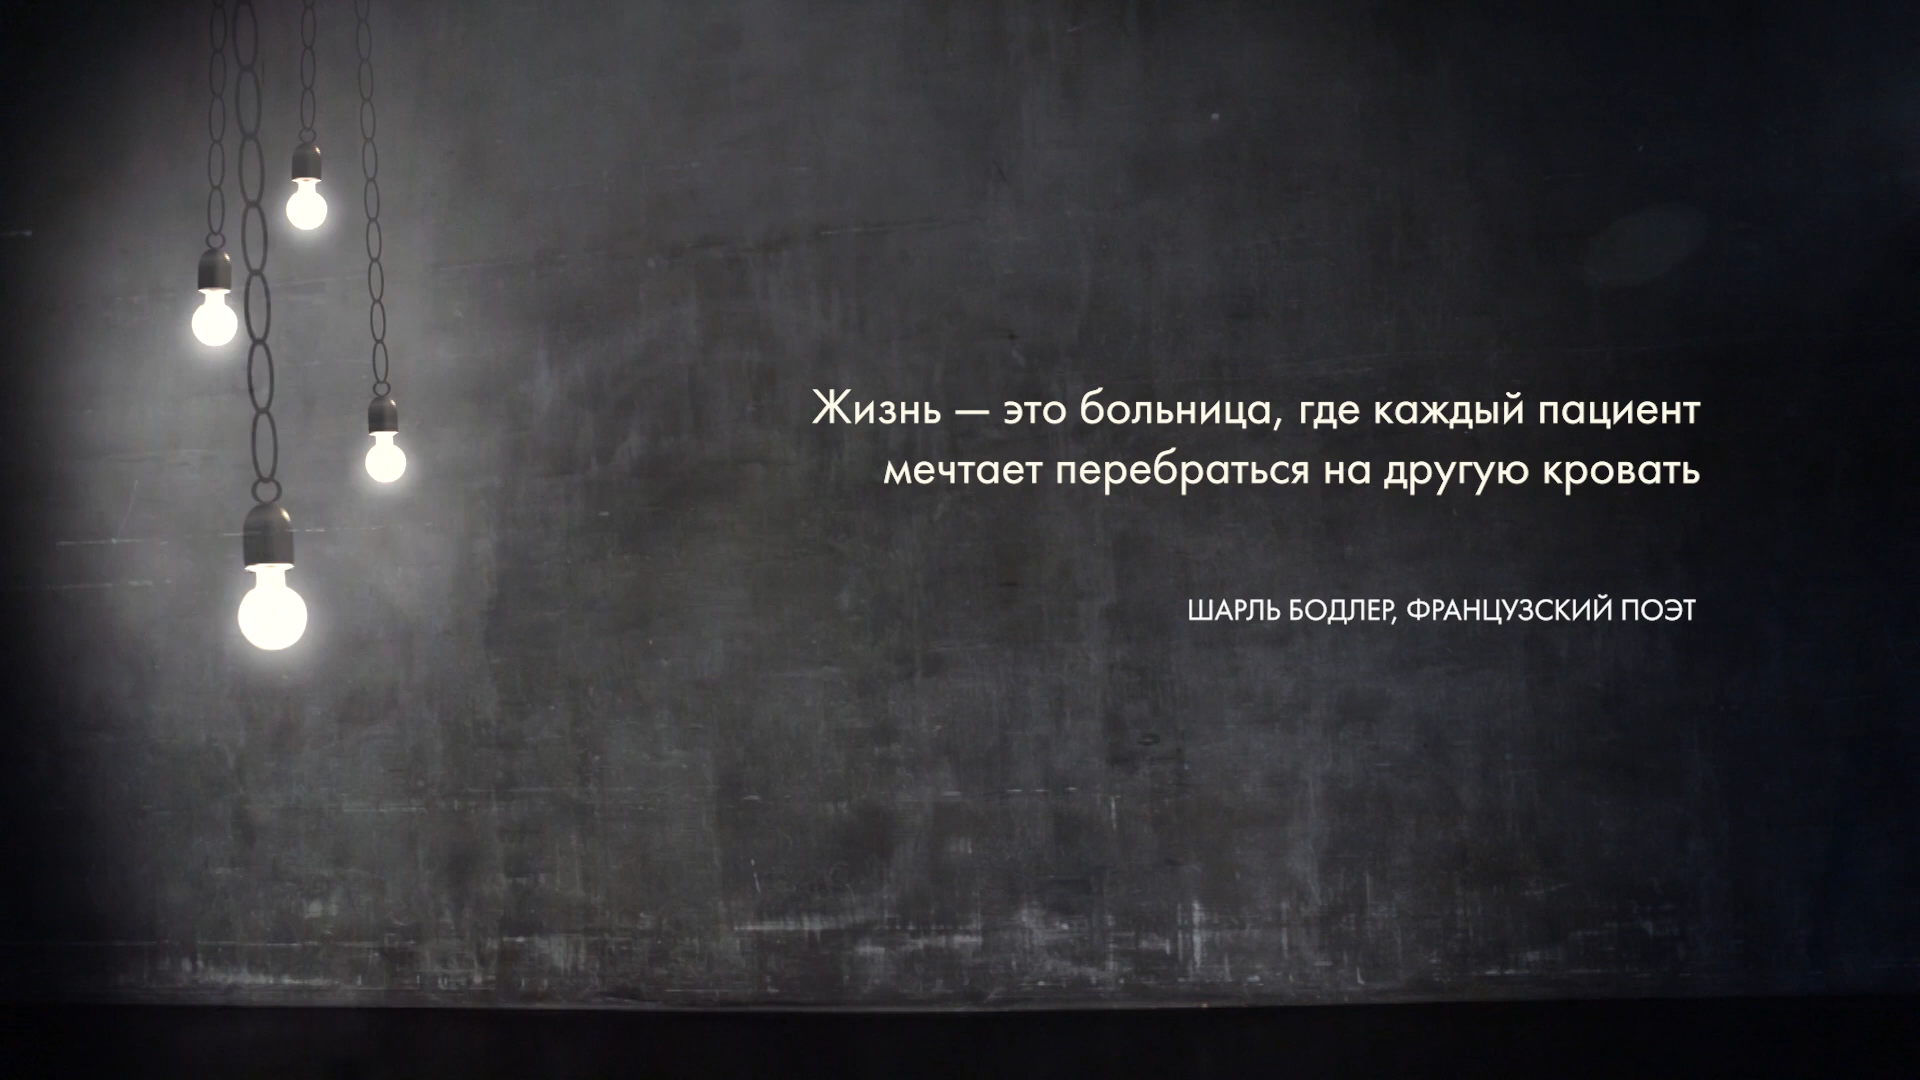 Жизнь — это больница, где каждый пациент
мечтает перебраться на другую кровать
ШАРЛЬ БОДЛЕР, ФРАНЦУЗСКИЙ ПОЭТ